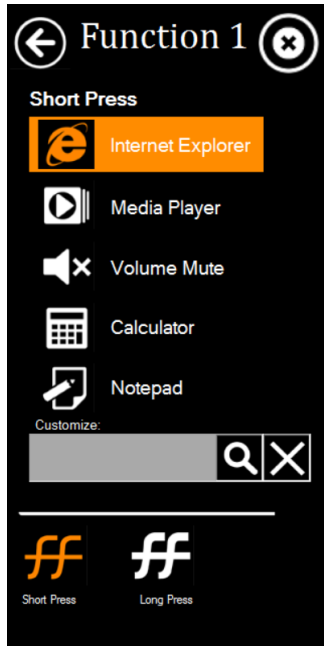 Function 1
Short Press
Internet Explorer
Media Player
Volume Mute
Calculator
Notepad
Customize:
Short Press
Long Press